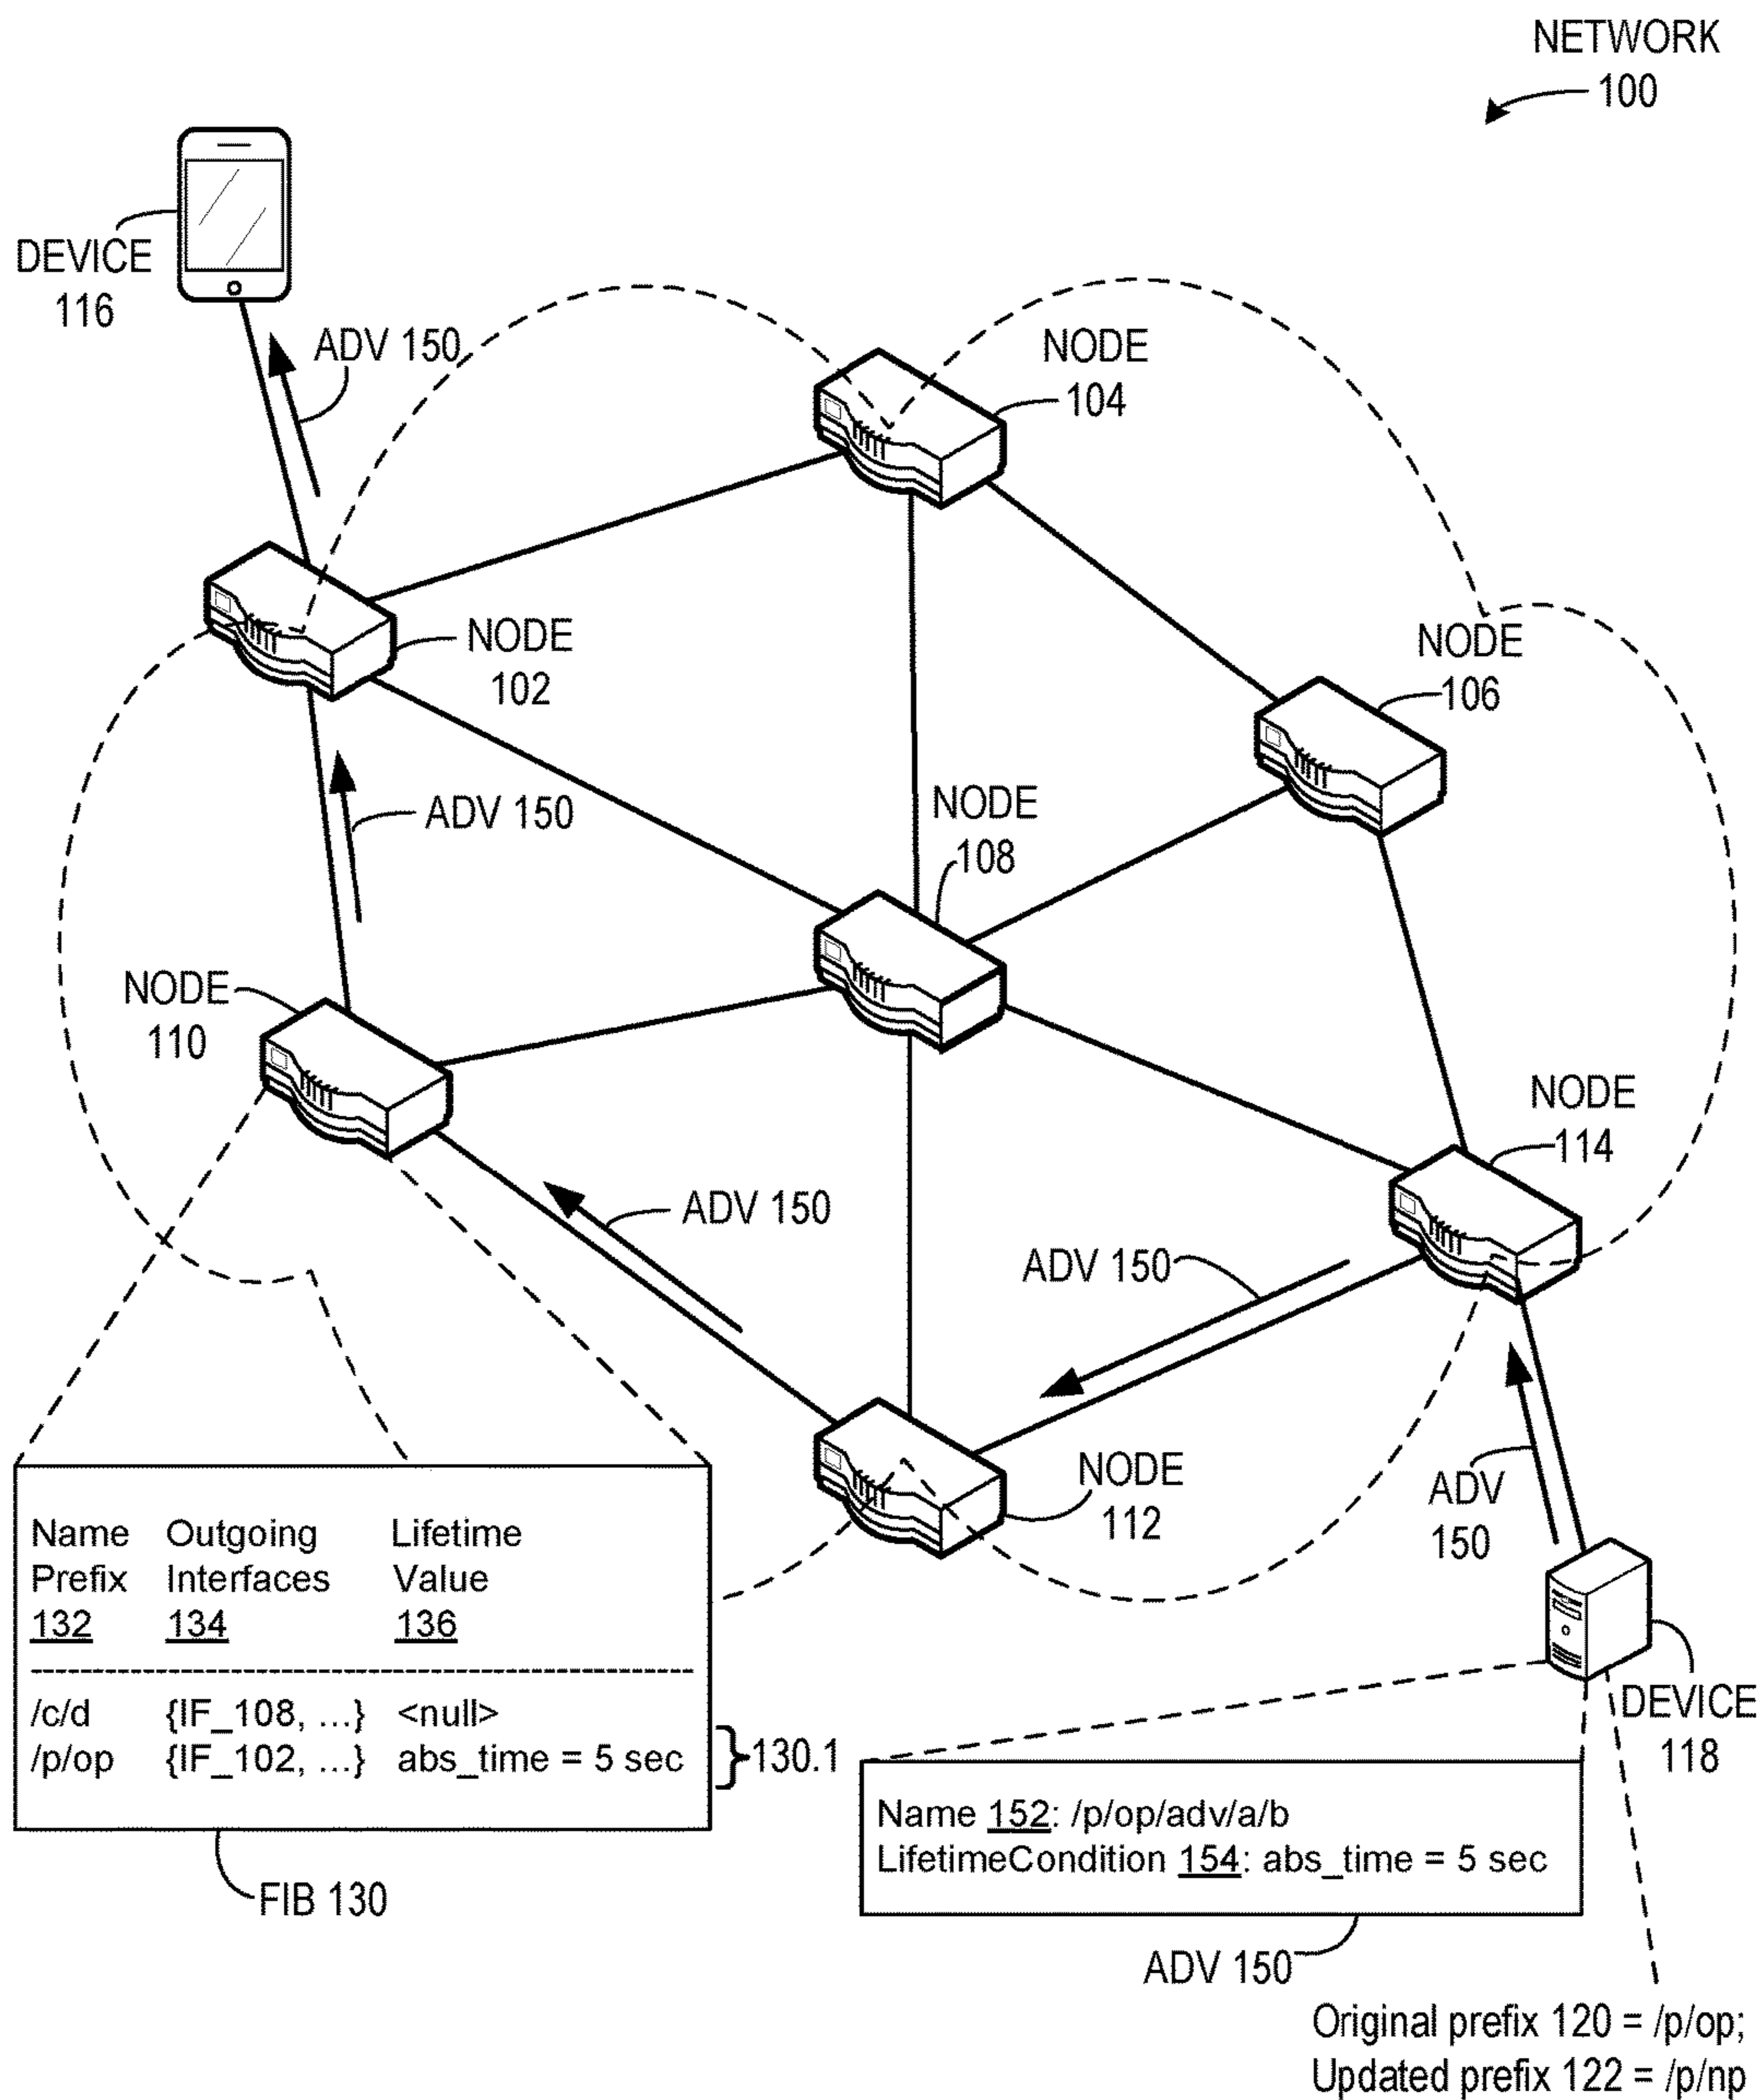 NETWORK
100
DEVICE
116
ADV 150
NODE
104
NODE
102
NODE
106
ADV 150
NODE
108
NODE
110
NODE
114
ADV 150
ADV 150
NODE
112
ADV
150
Name Outgoing Lifetime
Prefix Interfaces Value
132 134 136
/c/d {IF_108, ...} <null>
/p/op {IF_102, ...} abs_time = 5 sec
130.1
FIB 130
DEVICE
118
Name 152: /p/op/adv/a/b
LifetimeCondition 154: abs_time = 5 sec
ADV 150
Original prefix 120 = /p/op;
Updated prefix 122 = /p/np